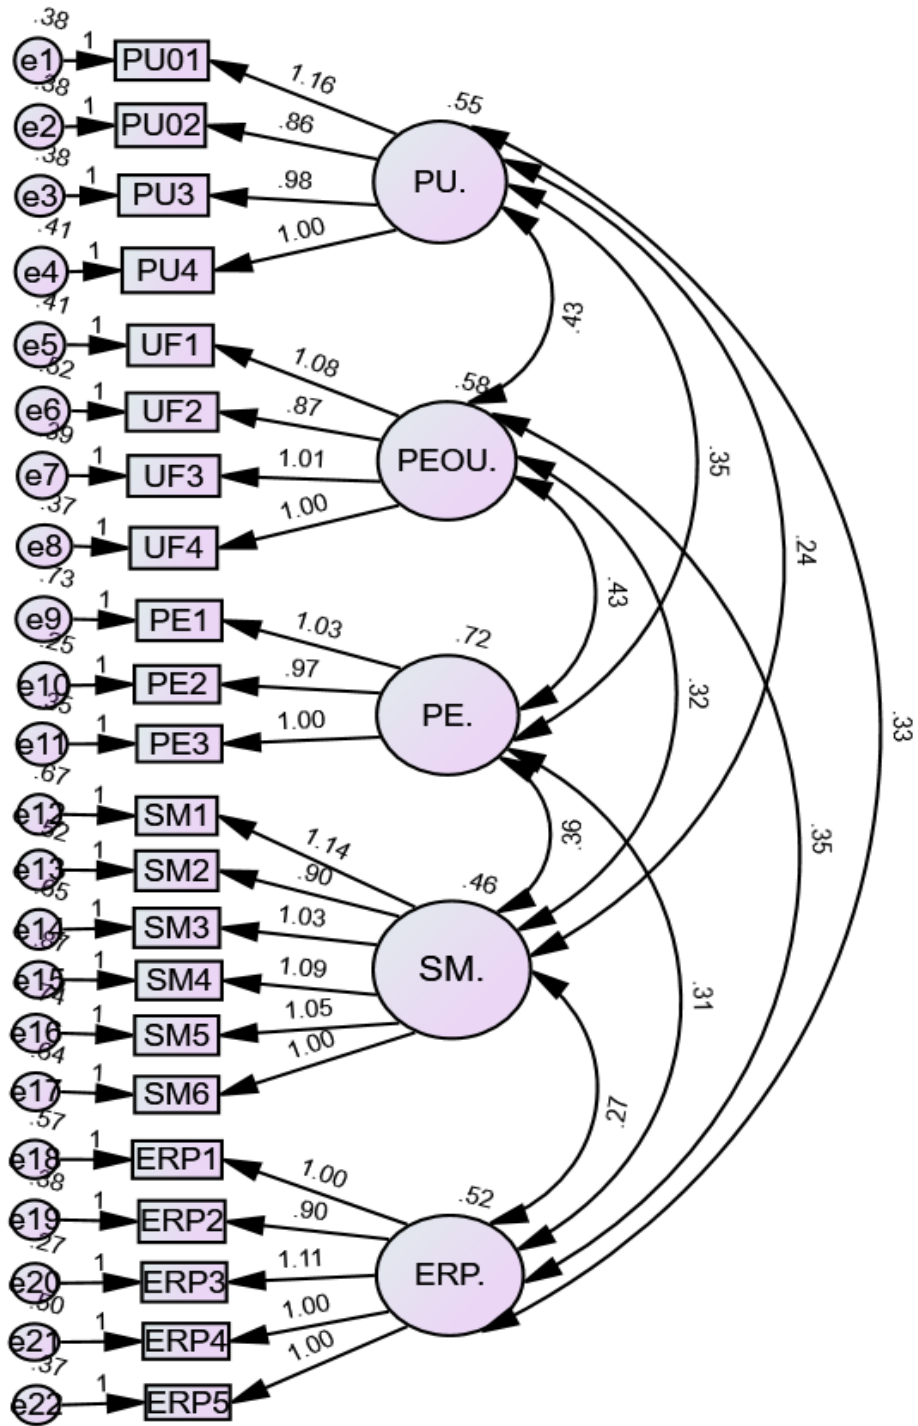 .38
e1 1 PU01
1.16
.38
e2 1 PU02
.86
.55
PU.
.38
e3 1 PU3
.98
.41
e4 1 PU4
1.00
.43
.41
e5 1 UF1
1.08
.58
.52
e6 1 UF2
.87
PEOU.
.39
e7 1 UF3
1.01
.35
.37
e8 1 UF4
1.00
.24
.73
e9 1 PE1
1.03
.43
.72
.25
e10 1 PE2
.97
PE.
.32
.35
e11 1 PE3
1.00
.33
.67
e12 1 SM1
1.14
.36
.35
.52
e13 1 SM2
.90
.46
.65
e14 1 SM3
1.03
SM.
.87
e15 1 SM4
1.09
.31
.74
e16 1 SM5
1.05
.64
e17 1 SM6
1.00
.27
.57
e18 1 ERP1
1.00
.52
.38
e19 1 ERP2
.90
ERP.
.27
e20 1 ERP3
1.11
.50
e21 1 ERP4
1.00
.37
e22 1 ERP5
1.00